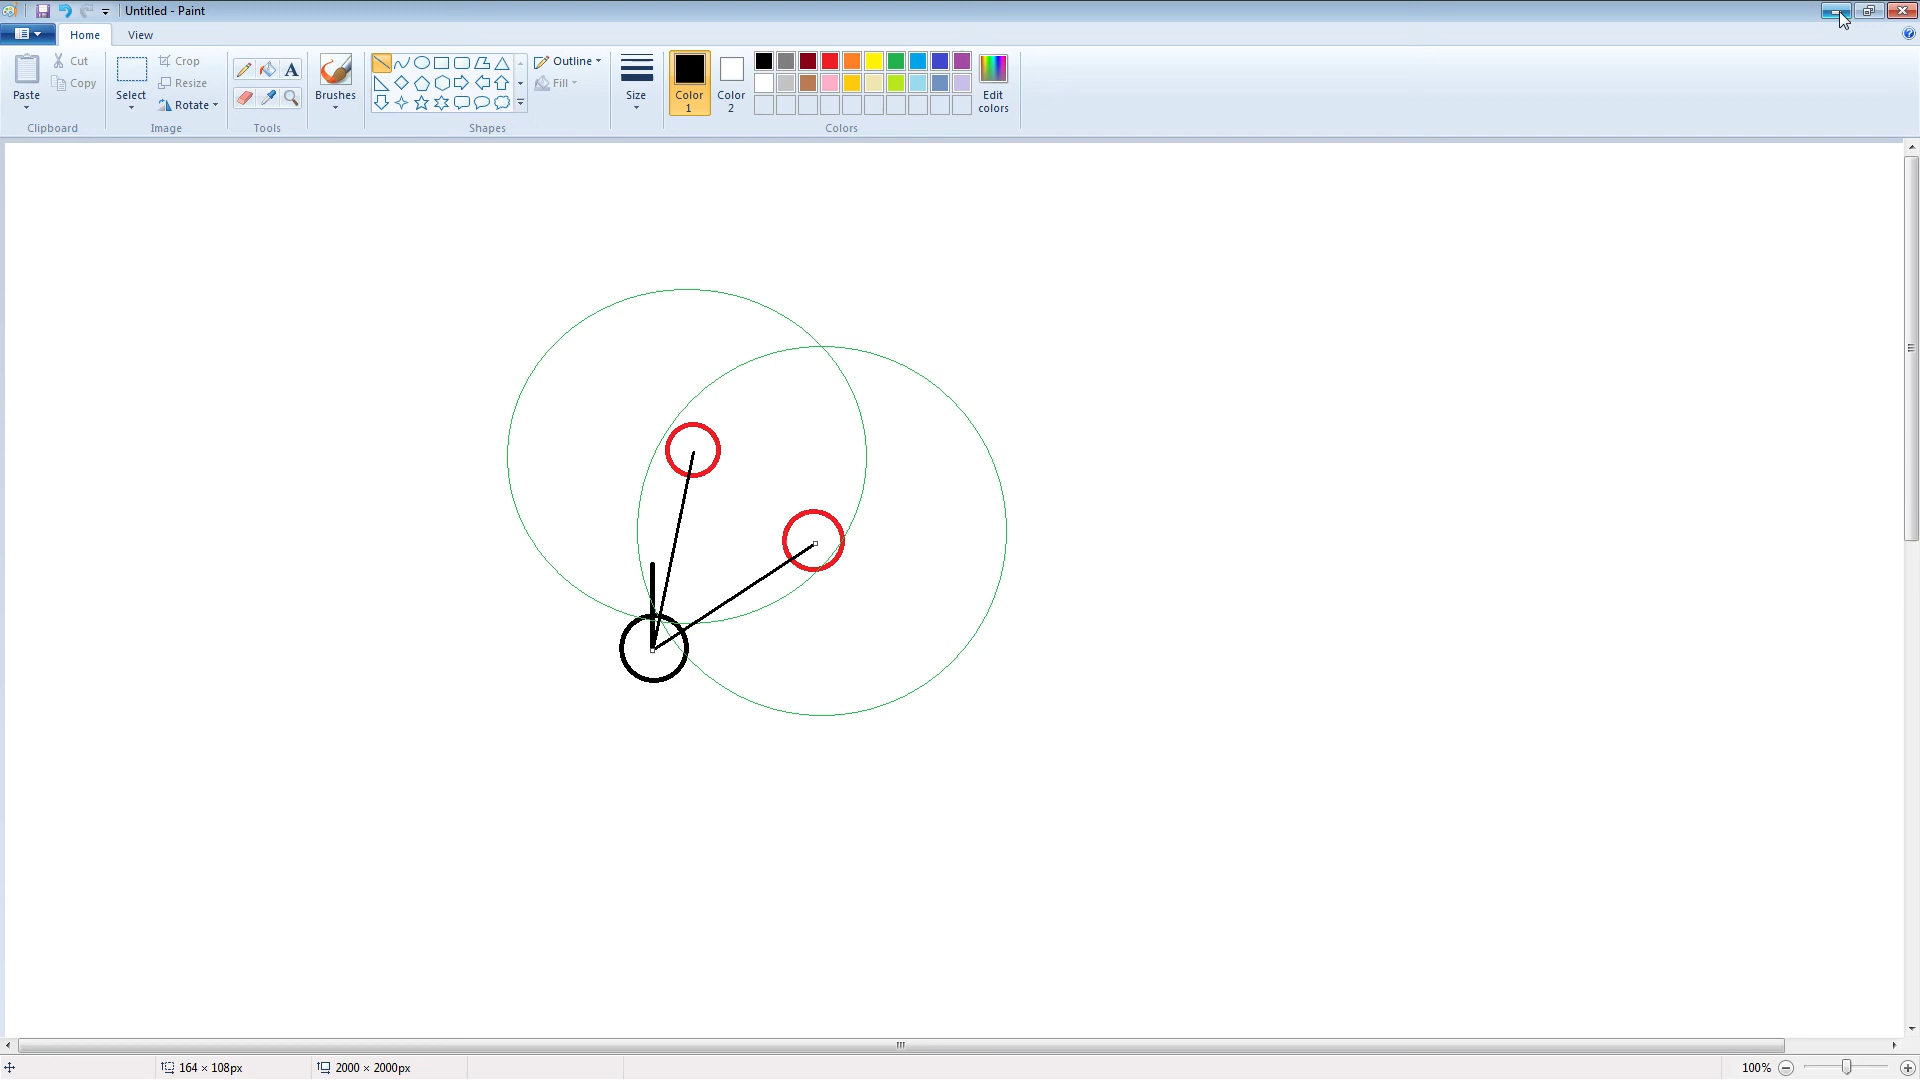 Untitled - Paint
Home
View
Paste
Cut
Copy
Clipboard
Select
Crop
Resize
Rotate
Image
A
Tools
Brushes
Shapes
Outline
Fill
Size
Color
1
Color
2
Edit
colors
Colors
164 × 108px
2000 × 2000px
100%